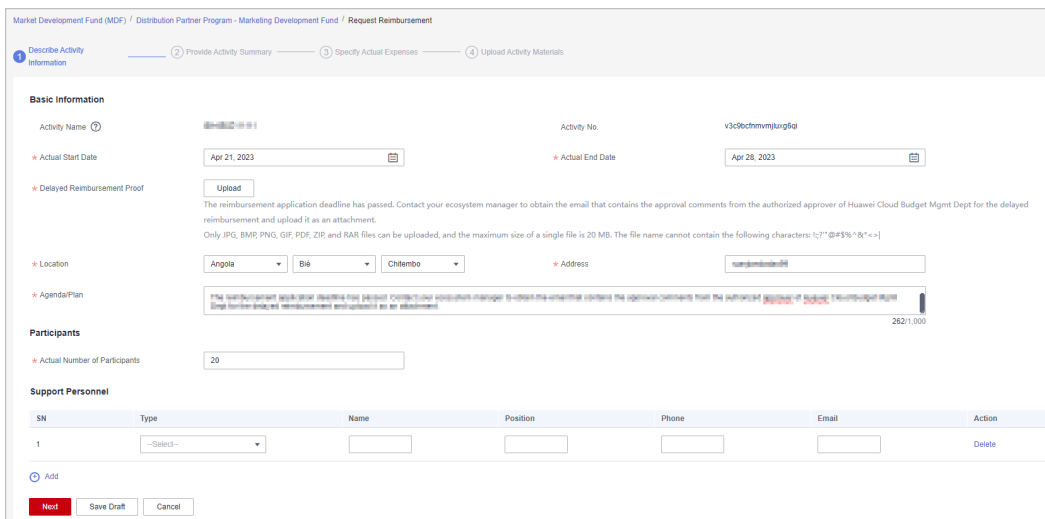 Market Development Fund (MDF) / Distribution Partner Program - Marketing Development Fund / Request Reimbursement
1 Describe Activity Information
2 Provide Activity Summary
3 Specify Actual Expenses
4 Upload Activity Materials
Basic Information
Activity Name ?
Activity No. v3c9bcfnmvmjluxg6qi
* Actual Start Date Apr 21, 2023
* Actual End Date Apr 28, 2023
* Delayed Reimbursement Proof Upload
The reimbursement application deadline has passed. Contact your ecosystem manager to obtain the email that contains the approval comments from the authorized approver of Huawei Cloud Budget Mgmt Dept for the delayed
reimbursement and upload it as an attachment.
Only JPG, BMP, PNG, GIF, PDF, ZIP, and RAR files can be uploaded, and the maximum size of a single file is 20 MB. The file name cannot contain the following characters: !;?'"@#$%^&*<>|
* Location Angola Bié Chitembo
* Address
* Agenda/Plan
262/1,000
Participants
* Actual Number of Participants 20
Support Personnel
SN Type Name Position Phone Email Action
1 --Select-- Delete
+ Add
Next Save Draft Cancel